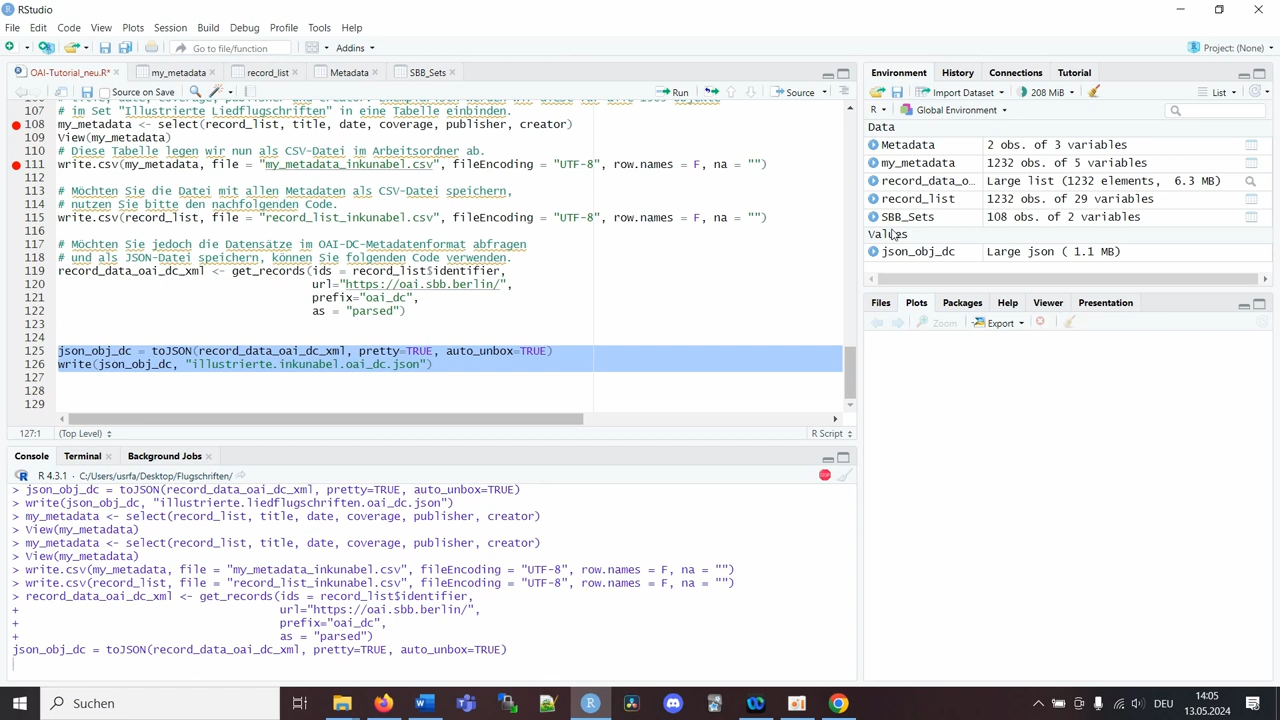 RStudio
File Edit Code View Plots Session Build Debug Profile Tools Help
Go to file/function Addins Project: (None)
OAI-Tutorial_neu.R* my_metadata record_list Metadata SBB_Sets
Source on Save Run Source
107 # im Set "Illustrierte Liedflugschriften" in eine Tabelle einbinden.
108 my_metadata <- select(record_list, title, date, coverage, publisher, creator)
109 View(my_metadata)
110 # Diese Tabelle legen wir nun als CSV-Datei im Arbeitsordner ab.
111 write.csv(my_metadata, file = "my_metadata_inkunabel.csv", fileEncoding = "UTF-8", row.names = F, na = "")
112
113 # Möchten Sie die Datei mit allen Metadaten als CSV-Datei speichern,
114 # nutzen Sie bitte den nachfolgenden Code.
115 write.csv(record_list, file = "record_list_inkunabel.csv", fileEncoding = "UTF-8", row.names = F, na = "")
116
117 # Möchten Sie jedoch die Datensätze im OAI-DC-Metadatenformat abfragen
118 # und als JSON-Datei speichern, können Sie folgenden Code verwenden.
119 record_data_oai_dc_xml <- get_records(ids = record_list$identifier,
120 url="https://oai.sbb.berlin/",
121 prefix="oai_dc",
122 as = "parsed")
123
124
125 json_obj_dc = toJSON(record_data_oai_dc_xml, pretty=TRUE, auto_unbox=TRUE)
126 write(json_obj_dc, "illustrierte.inkunabel.oai_dc.json")
127
128
129
127:1 (Top Level) R Script
Console Terminal Background Jobs
R 4.3.1 · C:/Users/usrfa/Desktop/Flugschriften/
> json_obj_dc = toJSON(record_data_oai_dc_xml, pretty=TRUE, auto_unbox=TRUE)
> write(json_obj_dc, "illustrierte.liedflugschriften.oai_dc.json")
> my_metadata <- select(record_list, title, date, coverage, publisher, creator)
> View(my_metadata)
> my_metadata <- select(record_list, title, date, coverage, publisher, creator)
> View(my_metadata)
> write.csv(my_metadata, file = "my_metadata_inkunabel.csv", fileEncoding = "UTF-8", row.names = F, na = "")
> write.csv(record_list, file = "record_list_inkunabel.csv", fileEncoding = "UTF-8", row.names = F, na = "")
> record_data_oai_dc_xml <- get_records(ids = record_list$identifier,
+ url="https://oai.sbb.berlin/",
+ prefix="oai_dc",
+ as = "parsed")
json_obj_dc = toJSON(record_data_oai_dc_xml, pretty=TRUE, auto_unbox=TRUE)
Environment History Connections Tutorial
Import Dataset 208 MiB List
R Global Environment
Data
Metadata 2 obs. of 3 variables
my_metadata 1232 obs. of 5 variables
record_data_o… Large list (1232 elements, 6.3 MB)
record_list 1232 obs. of 29 variables
SBB_Sets 108 obs. of 2 variables
Values
json_obj_dc Large json ( 1.1 MB)
Files Plots Packages Help Viewer Presentation
Zoom Export
Suchen DEU 14:05
13.05.2024